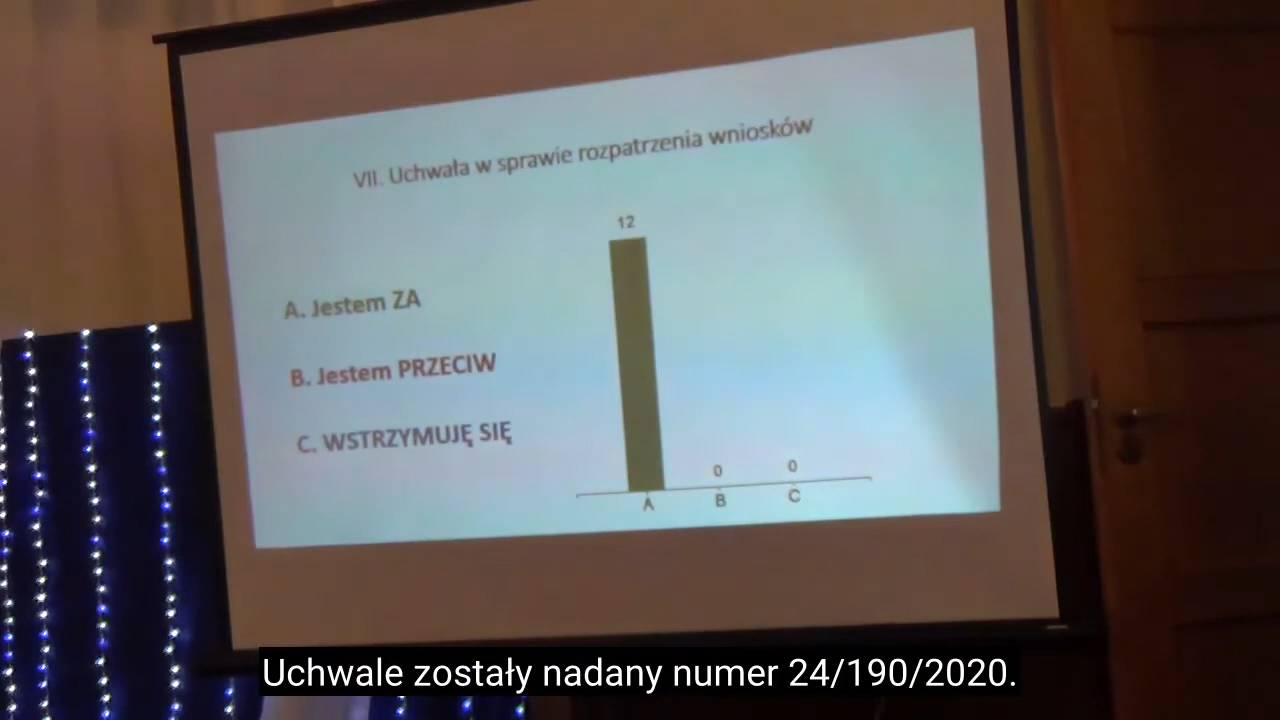 VII. Uchwała w sprawie rozpatrzenia wniosków
12
A. Jestem ZA
B. Jestem PRZECIW
C. WSTRZYMUJĘ SIĘ
0
0
A
B
C
Uchwale zostały nadany numer 24/190/2020.